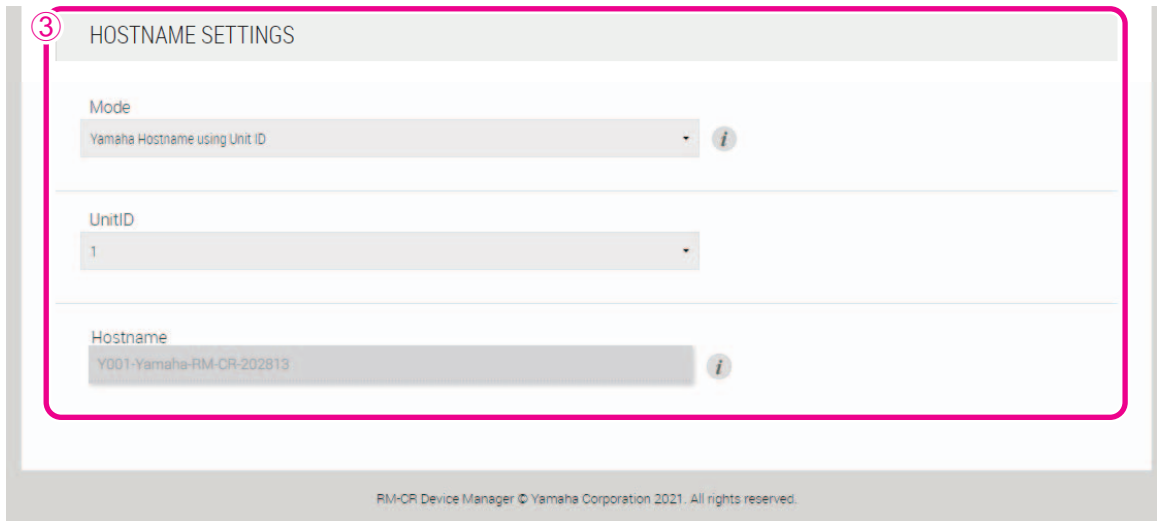 ③
HOSTNAME SETTINGS
Mode
Yamaha Hostname using Unit ID
i
UnitID
1
Hostname
Y001-Yamaha-RM-CR-202813
i
RM-CR Device Manager © Yamaha Corporation 2021. All rights reserved.